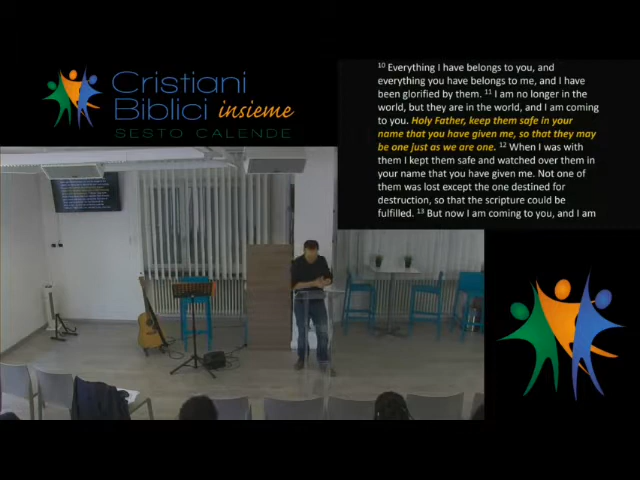 Cristiani
Biblici insieme
SESTO CALENDE
10 Everything I have belongs to you, and
everything you have belongs to me, and I have
been glorified by them. 11 I am no longer in the
world, but they are in the world, and I am coming
to you. Holy Father, keep them safe in your
name that you have given me, so that they may
be one just as we are one. 12 When I was with
them I kept them safe and watched over them in
your name that you have given me. Not one of
them was lost except the one destined for
destruction, so that the scripture could be
fulfilled. 13 But now I am coming to you, and I am